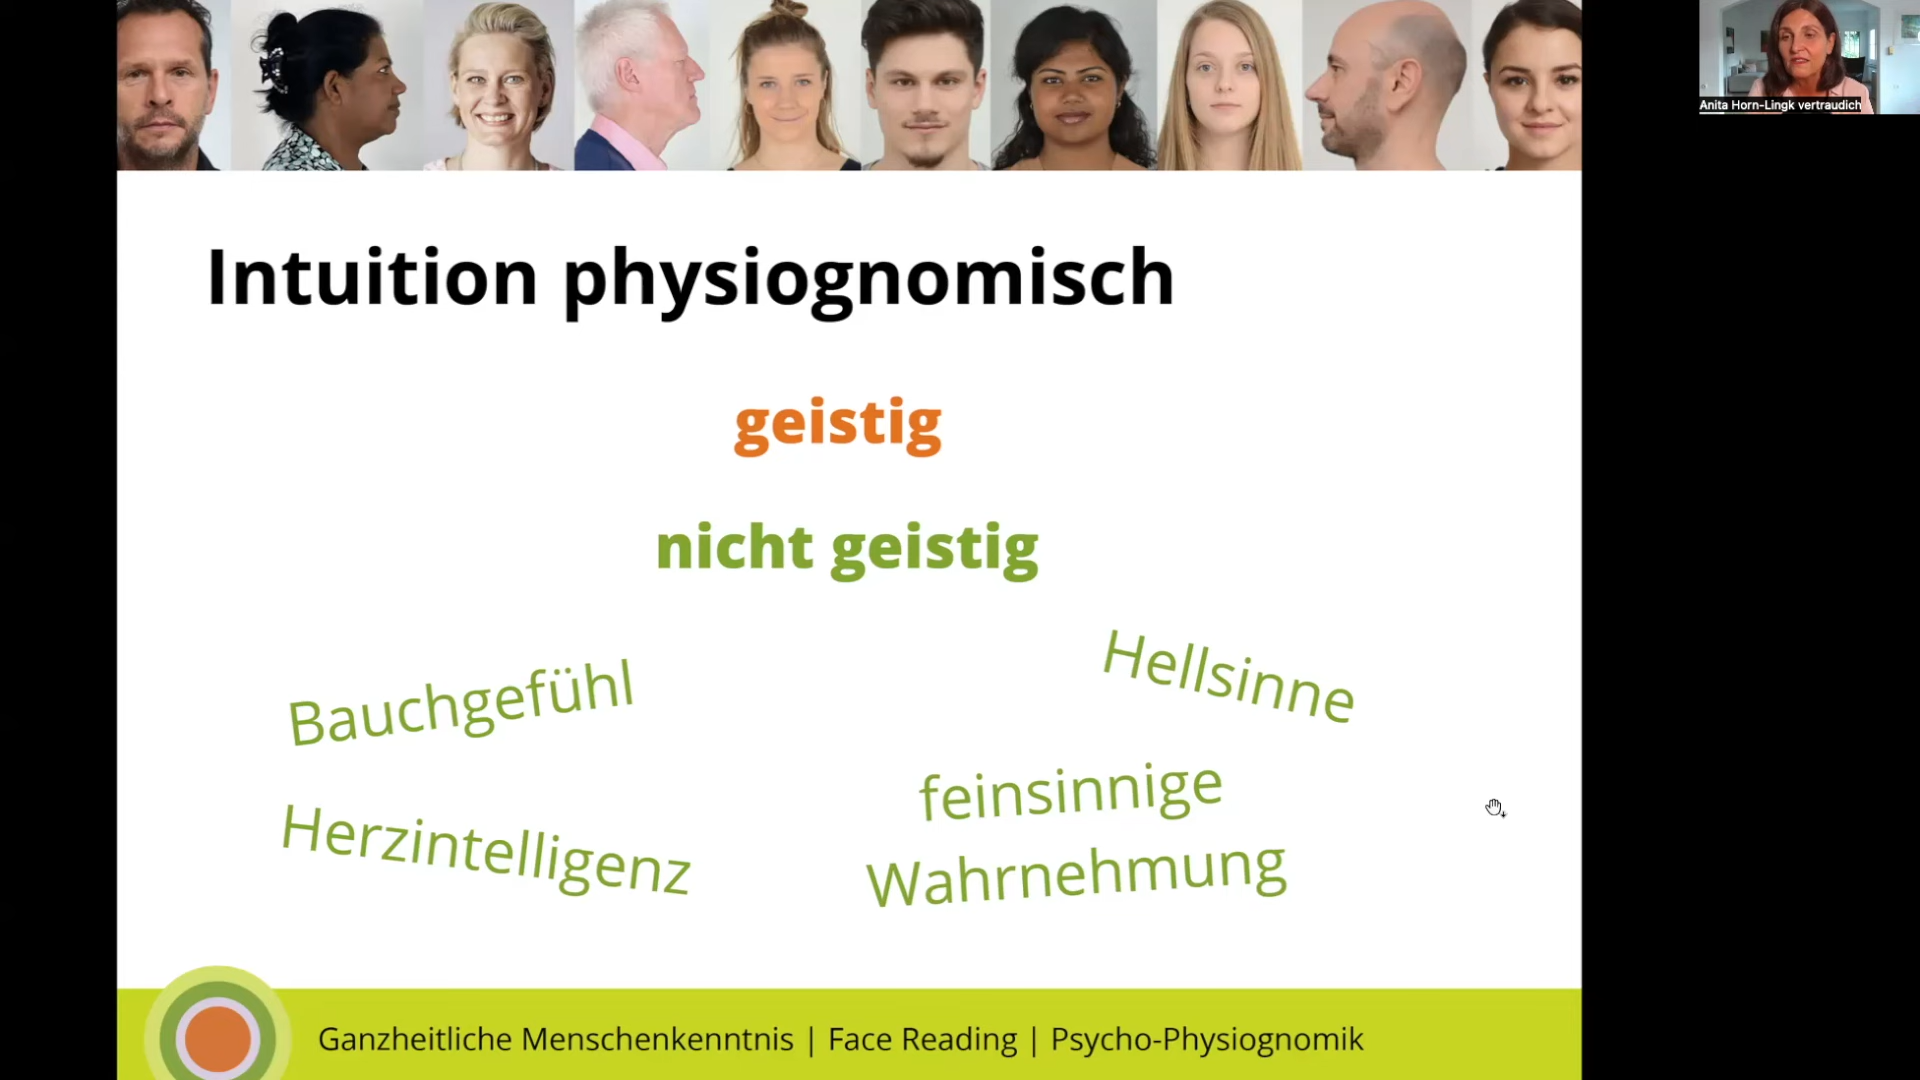 Anita Horn-Lingk vertraudich
Intuition physiognomisch
geistig
nicht geistig
Bauchgefühl
Hellsinne
Herzintelligenz
feinsinnige
Wahrnehmung
Ganzheitliche Menschenkenntnis | Face Reading | Psycho-Physiognomik